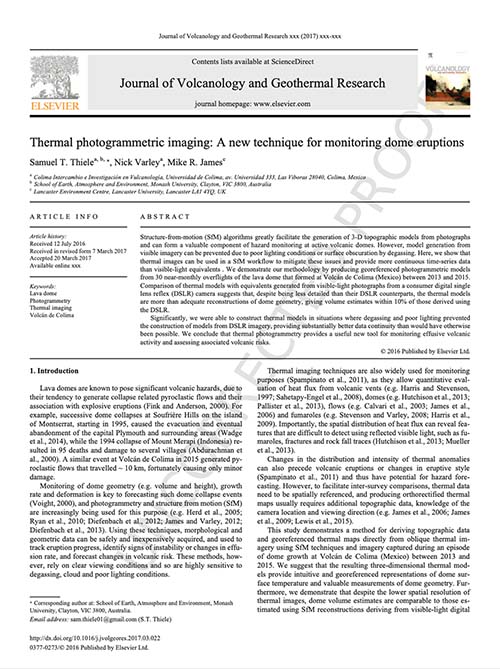 Journal of Volcanology and Geothermal Research xxx (2017) xxx-xxx
Contents lists available at ScienceDirect
Journal of Volcanology and Geothermal Research
journal homepage: www.elsevier.com
ELSEVIER
VOLCANOLOGY
Thermal photogrammetric imaging: A new technique for monitoring dome eruptions
Samuel T. Thiele a, b, *, Nick Varley a, Mike R. James c
a Colima Intercambio e Investigación en Vulcanología, Universidad de Colima, av. Universidad 333, Las Víboras 28040, Colima, Mexico
b School of Earth, Atmosphere and Environment, Monash University, Clayton, VIC 3800, Australia
c Lancaster Environment Centre, Lancaster University, Lancaster LA1 4YQ, UK
ARTICLE INFO
Article history:
Received 12 July 2016
Received in revised form 7 March 2017
Accepted 20 March 2017
Available online xxx
Keywords:
Lava dome
Photogrammetry
Thermal imaging
Volcán de Colima
ABSTRACT
Structure-from-motion (SfM) algorithms greatly facilitate the generation of 3-D topographic models from photographs
and can form a valuable component of hazard monitoring at active volcanic domes. However, model generation from
visible imagery can be prevented due to poor lighting conditions or surface obscuration by degassing. Here, we show that
thermal images can be used in a SfM workflow to mitigate these issues and provide more continuous time-series data
than visible-light equivalents . We demonstrate our methodology by producing georeferenced photogrammetric models
from 30 near-monthly overflights of the lava dome that formed at Volcán de Colima (Mexico) between 2013 and 2015.
Comparison of thermal models with equivalents generated from visible-light photographs from a consumer digital single
lens reflex (DSLR) camera suggests that, despite being less detailed than their DSLR counterparts, the thermal models
are more than adequate reconstructions of dome geometry, giving volume estimates within 10% of those derived using
the DSLR.
Significantly, we were able to construct thermal models in situations where degassing and poor lighting prevented
the construction of models from DSLR imagery, providing substantially better data continuity than would have otherwise
been possible. We conclude that thermal photogrammetry provides a useful new tool for monitoring effusive volcanic
activity and assessing associated volcanic risks.
© 2016 Published by Elsevier Ltd.
1. Introduction
Lava domes are known to pose significant volcanic hazards, due to
their tendency to generate collapse related pyroclastic flows and their
association with explosive eruptions (Fink and Anderson, 2000). For
example, successive dome collapses at Soufrière Hills on the island
of Montserrat, starting in 1995, caused the evacuation and eventual
abandonment of the capital Plymouth and surrounding areas (Wadge
et al., 2014), while the 1994 collapse of Mount Merapi (Indonesia) re-
sulted in 95 deaths and damage to several villages (Abdurachman et
al., 2000). A similar event at Volcán de Colima in 2015 generated py-
roclastic flows that travelled ~ 10 km, fortunately causing only minor
damage.
Monitoring of dome geometry (e.g. volume and height), growth
rate and deformation is key to forecasting such dome collapse events
(Voight, 2000), and photogrammetry and structure from motion (SfM)
are increasingly being used for this purpose (e.g. Herd et al., 2005;
Ryan et al., 2010; Diefenbach et al., 2012; James and Varley, 2012;
Diefenbach et al., 2013). Using these techniques, morphological and
geometric data can be safely and inexpensively acquired, and used to
track eruption progress, identify signs of instability or changes in effu-
sion rate, and forecast changes in volcanic risk. These methods, how-
ever, rely on clear viewing conditions and so are highly sensitive to
degassing, cloud and poor lighting conditions.
Thermal imaging techniques are also widely used for monitoring
purposes (Spampinato et al., 2011), as they allow quantitative eval-
uation of heat flux from volcanic vents (e.g. Harris and Stevenson,
1997; Sahetapy-Engel et al., 2008), domes (e.g. Hutchison et al., 2013;
Pallister et al., 2013), flows (e.g. Calvari et al., 2003; James et al.,
2006) and fumaroles (e.g. Stevenson and Varley, 2008; Harris et al.,
2009). Importantly, the spatial distribution of heat flux can reveal fea-
tures that are difficult to detect using reflected visible light, such as fu-
maroles, fractures and rock fall traces (Hutchison et al., 2013; Mueller
et al., 2013).
Changes in the distribution and intensity of thermal anomalies
can also precede volcanic eruptions or changes in eruptive style
(Spampinato et al., 2011) and thus have potential for hazard fore-
casting. However, to facilitate inter-survey comparisons, thermal data
need to be spatially referenced, and producing orthorectified thermal
maps usually requires additional topographic data, knowledge of the
camera location and viewing direction (e.g. James et al., 2006; James
et al., 2009; Lewis et al., 2015).
This study demonstrates a method for deriving topographic data
and georeferenced thermal maps directly from oblique thermal im-
agery using SfM techniques and imagery captured during an episode
of dome growth at Volcán de Colima (Mexico) between 2013 and
2015. We suggest that the resulting three-dimensional thermal mod-
els provide intuitive and georeferenced representations of dome sur-
face temperature and valuable measurements of dome geometry. Fur-
thermore, we demonstrate that despite the lower spatial resolution of
thermal images, dome volume estimates are comparable to those es-
timated using SfM reconstructions deriving from visible-light digital
* Corresponding author at: School of Earth, Atmosphere and Environment, Monash
University, Clayton, VIC 3800, Australia.
Email address: sam.thiele01@gmail.com (S.T. Thiele)
http://dx.doi.org/10.1016/j.jvolgeores.2017.03.022
0377-0273/© 2016 Published by Elsevier Ltd.
UNCORRECTED PROOF